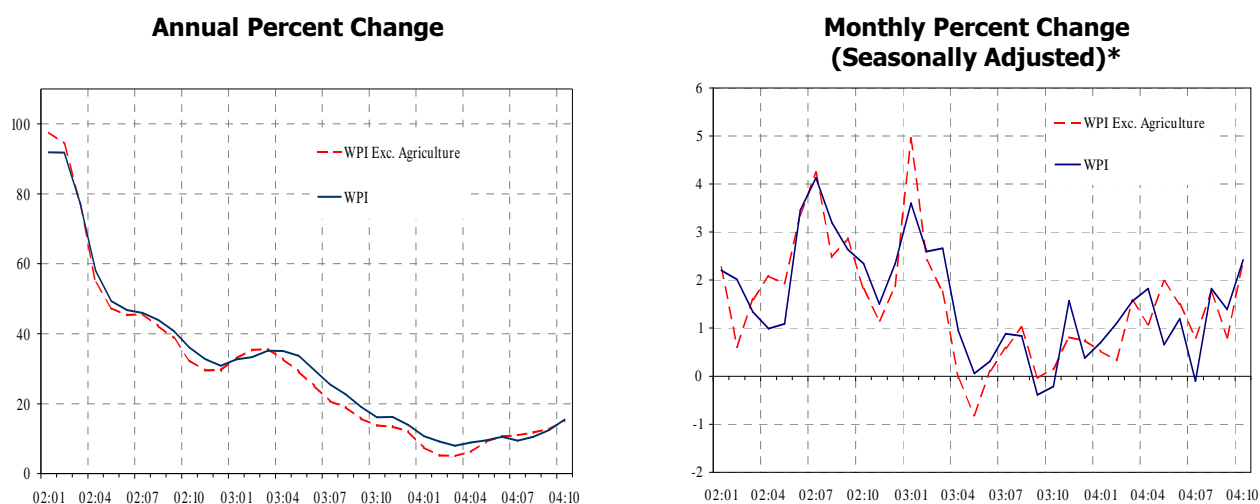 Annual Percent Change
100
80
60
40
20
0
WPI Exc. Agriculture
WPI
02:01 02:04 02:07 02:10 03:01 03:04 03:07 03:10 04:01 04:04 04:07 04:10
Monthly Percent Change
(Seasonally Adjusted)*
6
5
4
3
2
1
0
-1
-2
WPI Exc. Agriculture
WPI
02:01 02:04 02:07 02:10 03:01 03:04 03:07 03:10 04:01 04:04 04:07 04:10